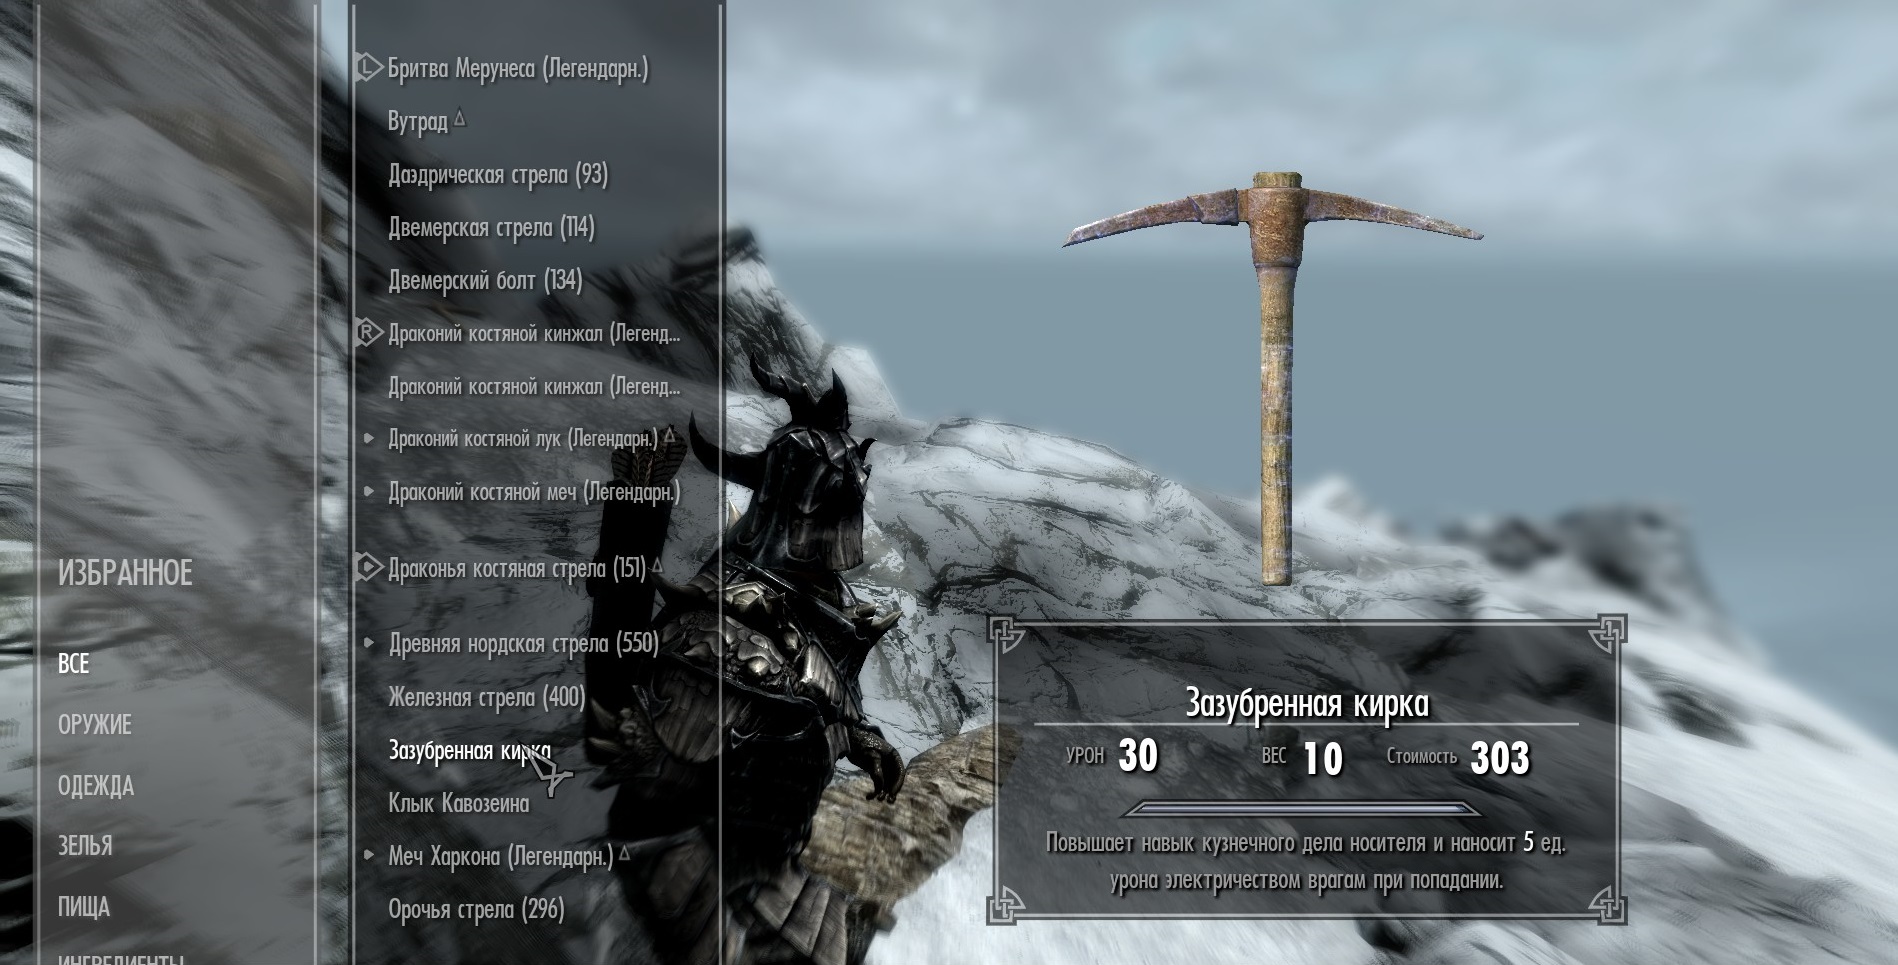 ИЗБРАННОЕ
ВСЕ
ОРУЖИЕ
ОДЕЖДА
ЗЕЛЬЯ
ПИЩА
ИНГРЕДИЕНТЫ
L
Бритва Мерунеса (Легендарн.)
Вутрад
Даэдрическая стрела (93)
Двемерская стрела (114)
Двемерский болт (134)
R
Драконий костяной кинжал (Легенд...
Драконий костяной кинжал (Легенд...
Драконий костяной лук (Легендарн.)
Драконий костяной меч (Легендарн.)
Драконья костяная стрела (151)
Древняя нордская стрела (550)
Железная стрела (400)
Зазубренная кирка
Клык Кавозеина
Меч Харкона (Легендарн.)
Орочья стрела (296)
Зазубренная кирка
УРОН 30 ВЕС 10 Стоимость 303
Повышает навык кузнечного дела носителя и наносит 5 ед.
урона электричеством врагам при попадании.